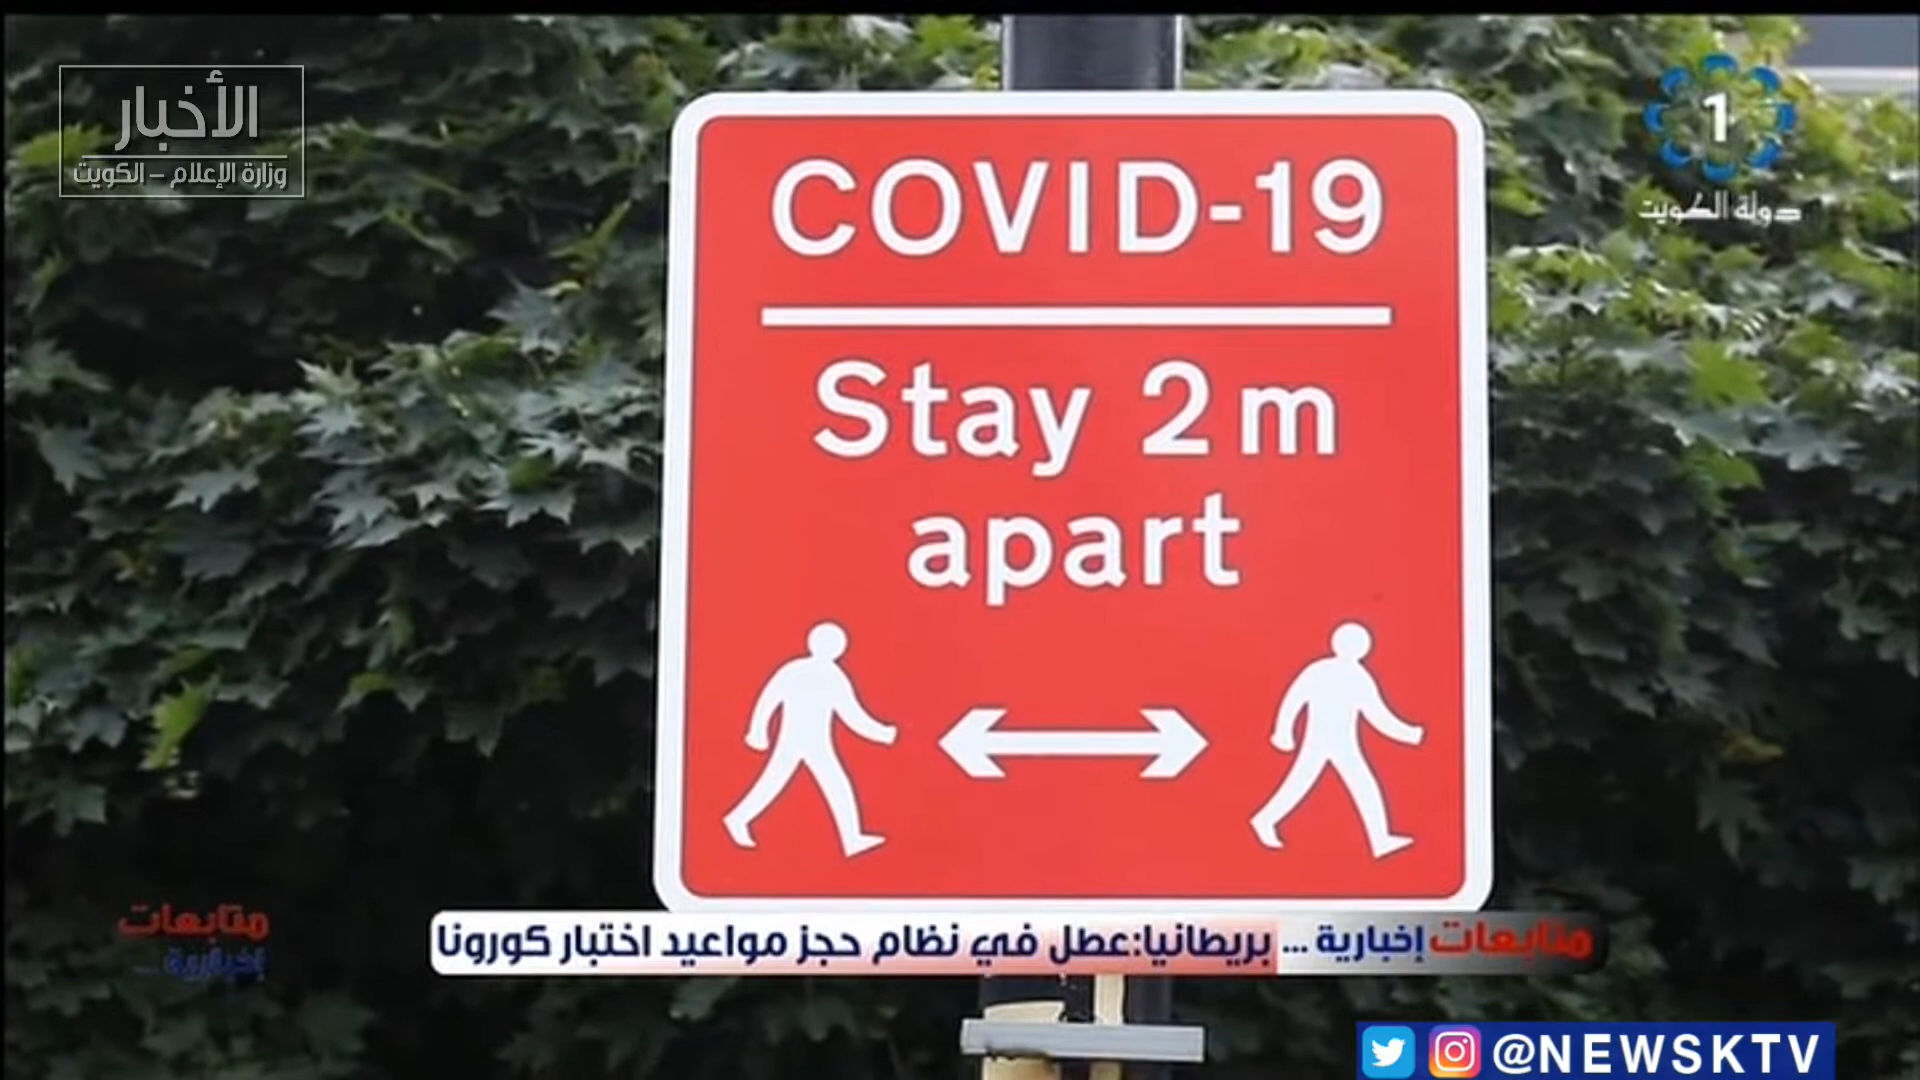 الأخبار
وزارة الإعلام – الكويت
1
دولة الكويت
COVID-19
Stay 2m
apart
متابعات
إخبارية ...
متابعات إخبارية ... بريطانيا:عطل في نظام حجز مواعيد اختبار كورونا
@NEWSKTV